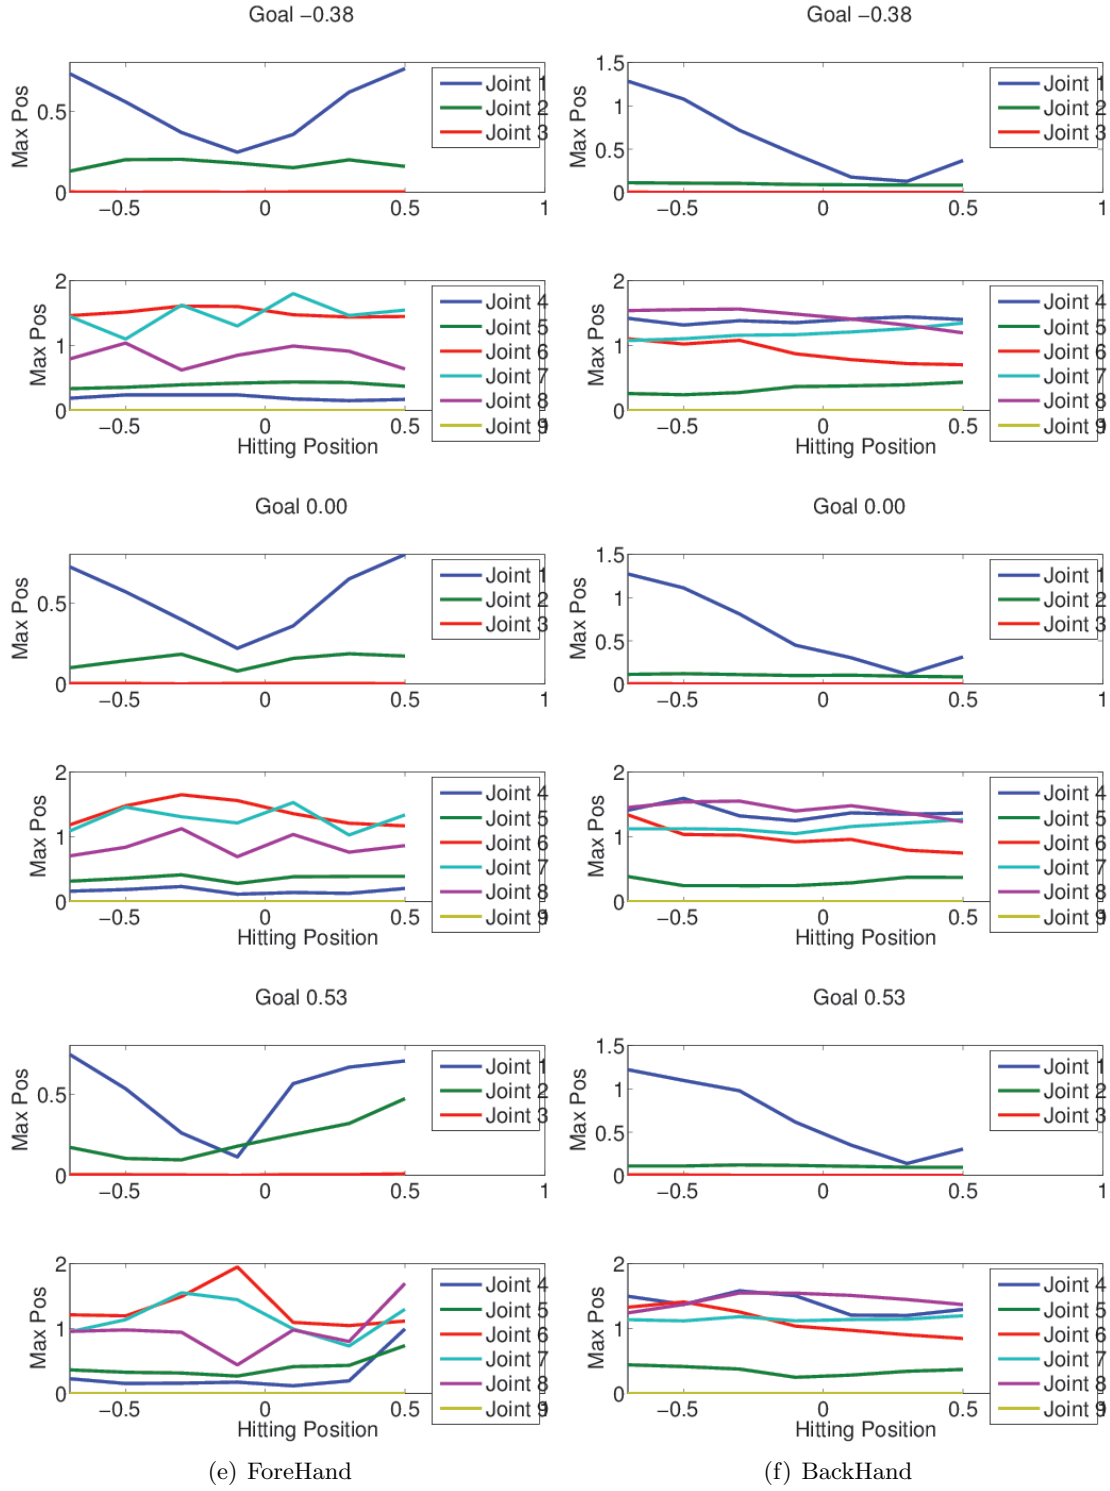 Goal −0.38
Max Pos
0.5
0
−0.5
0
0.5
1
Joint 1
Joint 2
Joint 3
Max Pos
2
1
0
−0.5
0
0.5
Hitting Position
Joint 4
Joint 5
Joint 6
Joint 7
Joint 8
Joint 9
Goal 0.00
Max Pos
0.5
0
−0.5
0
0.5
1
Joint 1
Joint 2
Joint 3
Max Pos
2
1
0
−0.5
0
0.5
Hitting Position
Joint 4
Joint 5
Joint 6
Joint 7
Joint 8
Joint 9
Goal 0.53
Max Pos
0.5
0
−0.5
0
0.5
1
Joint 1
Joint 2
Joint 3
Max Pos
2
1
0
−0.5
0
0.5
Hitting Position
Joint 4
Joint 5
Joint 6
Joint 7
Joint 8
Joint 9
(e) ForeHand
Goal −0.38
Max Pos
1.5
1
0.5
0
−0.5
0
0.5
1
Joint 1
Joint 2
Joint 3
Max Pos
2
1
0
−0.5
0
0.5
Hitting Position
Joint 4
Joint 5
Joint 6
Joint 7
Joint 8
Joint 9
Goal 0.00
Max Pos
1.5
1
0.5
0
−0.5
0
0.5
1
Joint 1
Joint 2
Joint 3
Max Pos
2
1
0
−0.5
0
0.5
Hitting Position
Joint 4
Joint 5
Joint 6
Joint 7
Joint 8
Joint 9
Goal 0.53
Max Pos
1.5
1
0.5
0
−0.5
0
0.5
1
Joint 1
Joint 2
Joint 3
Max Pos
2
1
0
−0.5
0
0.5
Hitting Position
Joint 4
Joint 5
Joint 6
Joint 7
Joint 8
Joint 9
(f) BackHand